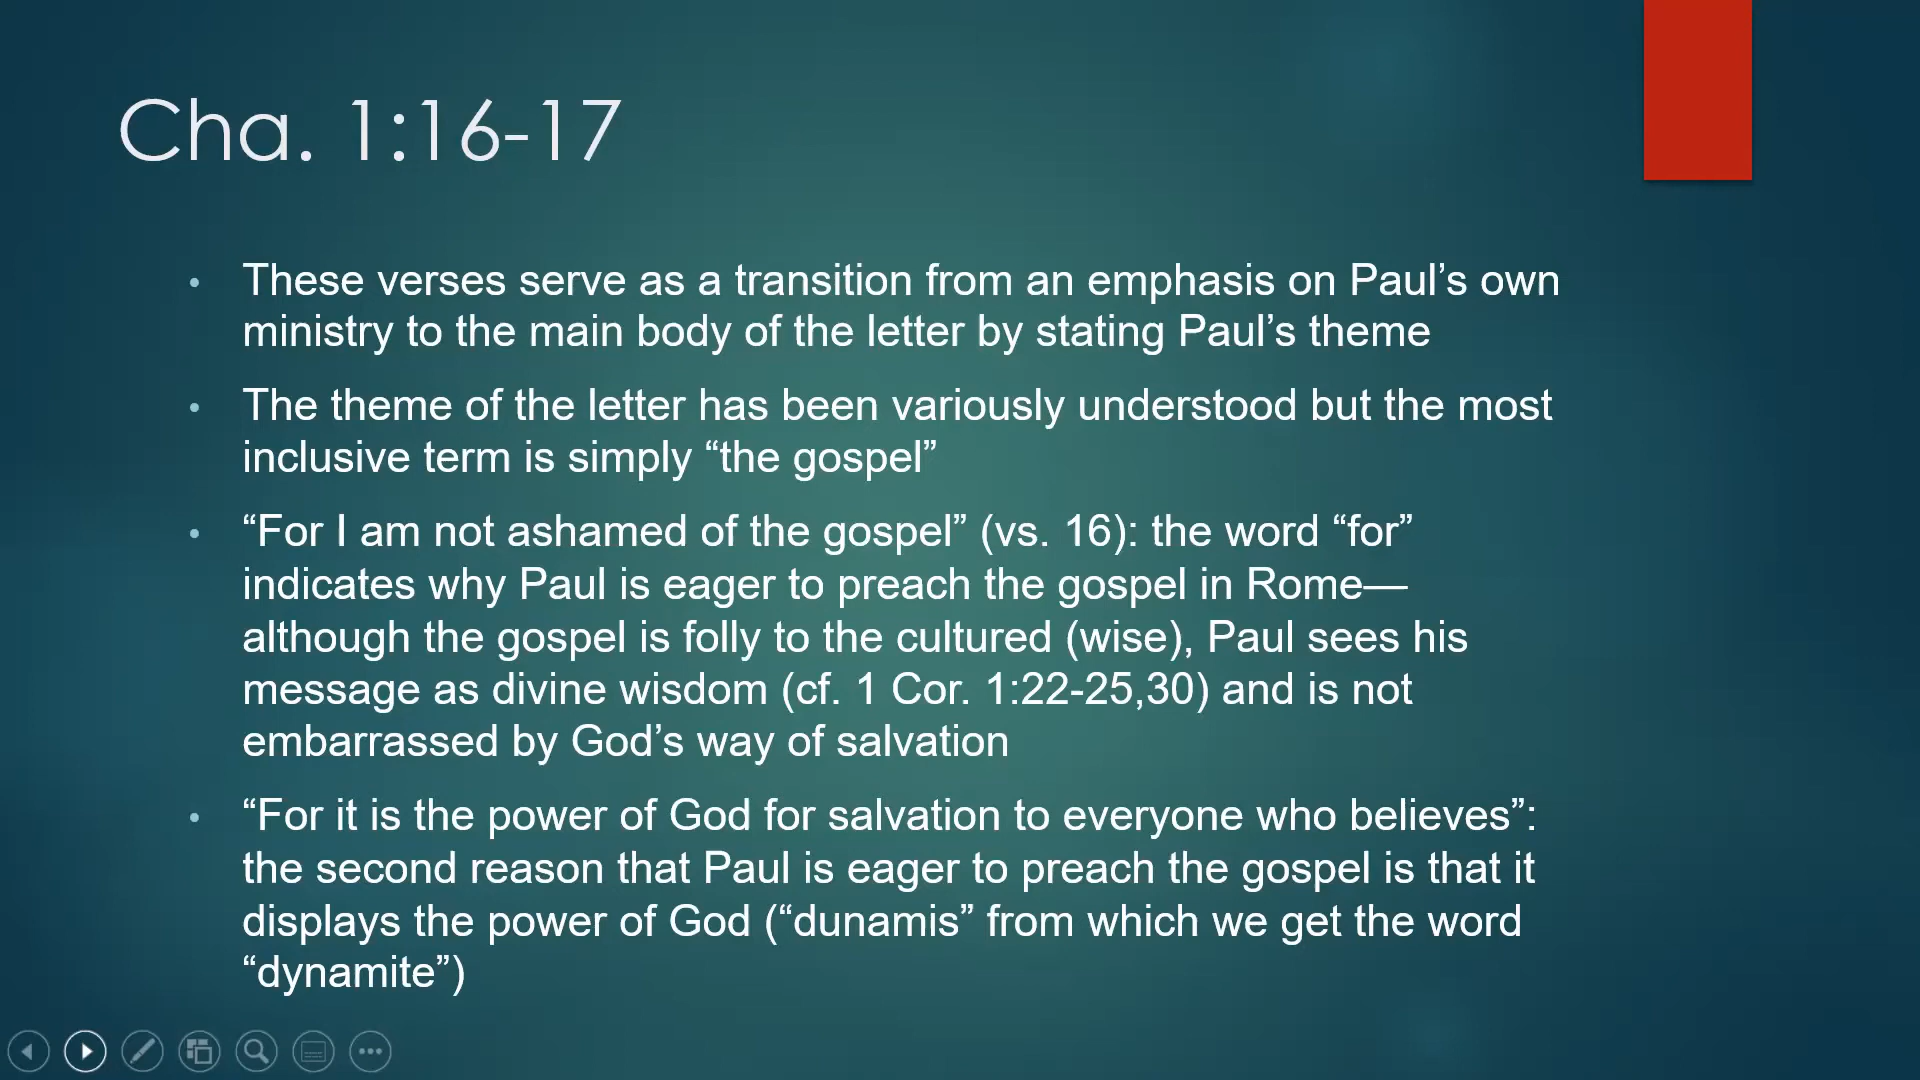 Cha. 1:16-17
• These verses serve as a transition from an emphasis on Paul’s own
ministry to the main body of the letter by stating Paul’s theme
• The theme of the letter has been variously understood but the most
inclusive term is simply “the gospel”
• “For I am not ashamed of the gospel” (vs. 16): the word “for”
indicates why Paul is eager to preach the gospel in Rome—
although the gospel is folly to the cultured (wise), Paul sees his
message as divine wisdom (cf. 1 Cor. 1:22-25,30) and is not
embarrassed by God’s way of salvation
• “For it is the power of God for salvation to everyone who believes”:
the second reason that Paul is eager to preach the gospel is that it
displays the power of God (“dunamis” from which we get the word
“dynamite”)